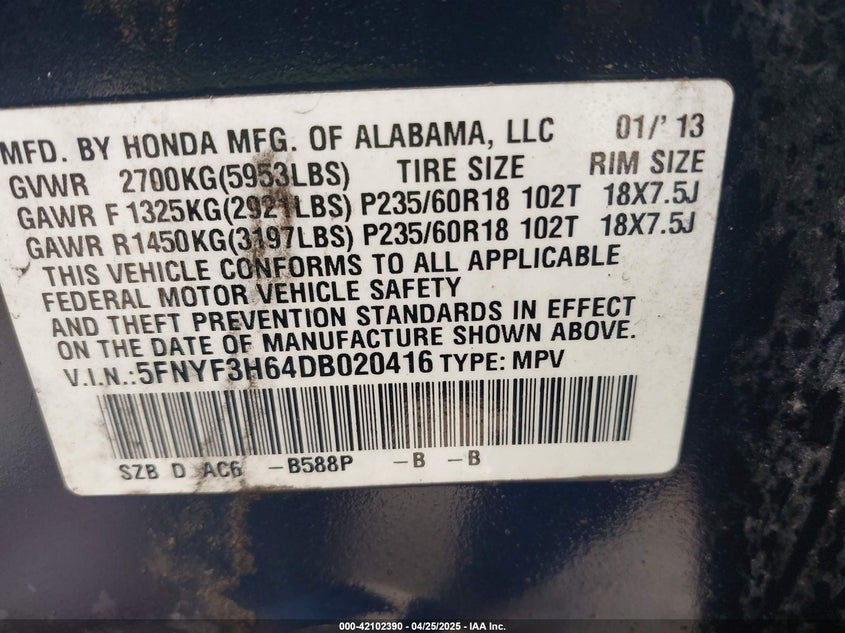 MFD. BY HONDA MFG. OF ALABAMA, LLC 01/'13
GVWR 2700KG(5953LBS) TIRE SIZE RIM SIZE
GAWR F 1325KG(2921LBS) P235/60R18 102T 18X7.5J
GAWR R1450KG(3197LBS) P235/60R18 102T 18X7.5J
THIS VEHICLE CONFORMS TO ALL APPLICABLE
FEDERAL MOTOR VEHICLE SAFETY
AND THEFT PREVENTION STANDARDS IN EFFECT
ON THE DATE OF MANUFACTURE SHOWN ABOVE.
V.I.N.:5FNYF3H64DB020416 TYPE: MPV
SZB D AC6 -B588P -B -B
000-42102390 - 04/25/2025 - IAA Inc.